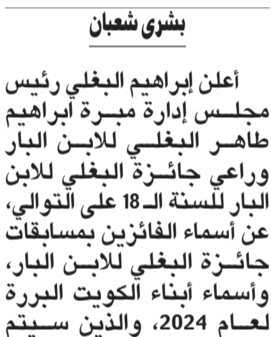 بشرى شعبان
أعلن إبراهيم البغلي رئيس
مجلس إدارة مبرة ابراهيم
طاهر البغلي للابن البار
وراعي جائزة البغلي للابن
البار للسنة الـ 18 على التوالي،
عن أسماء الفائزين بمسابقات
جائزة البغلي للابن البار،
وأسماء أبناء الكويت البررة
لعام 2024، والذين سيتم